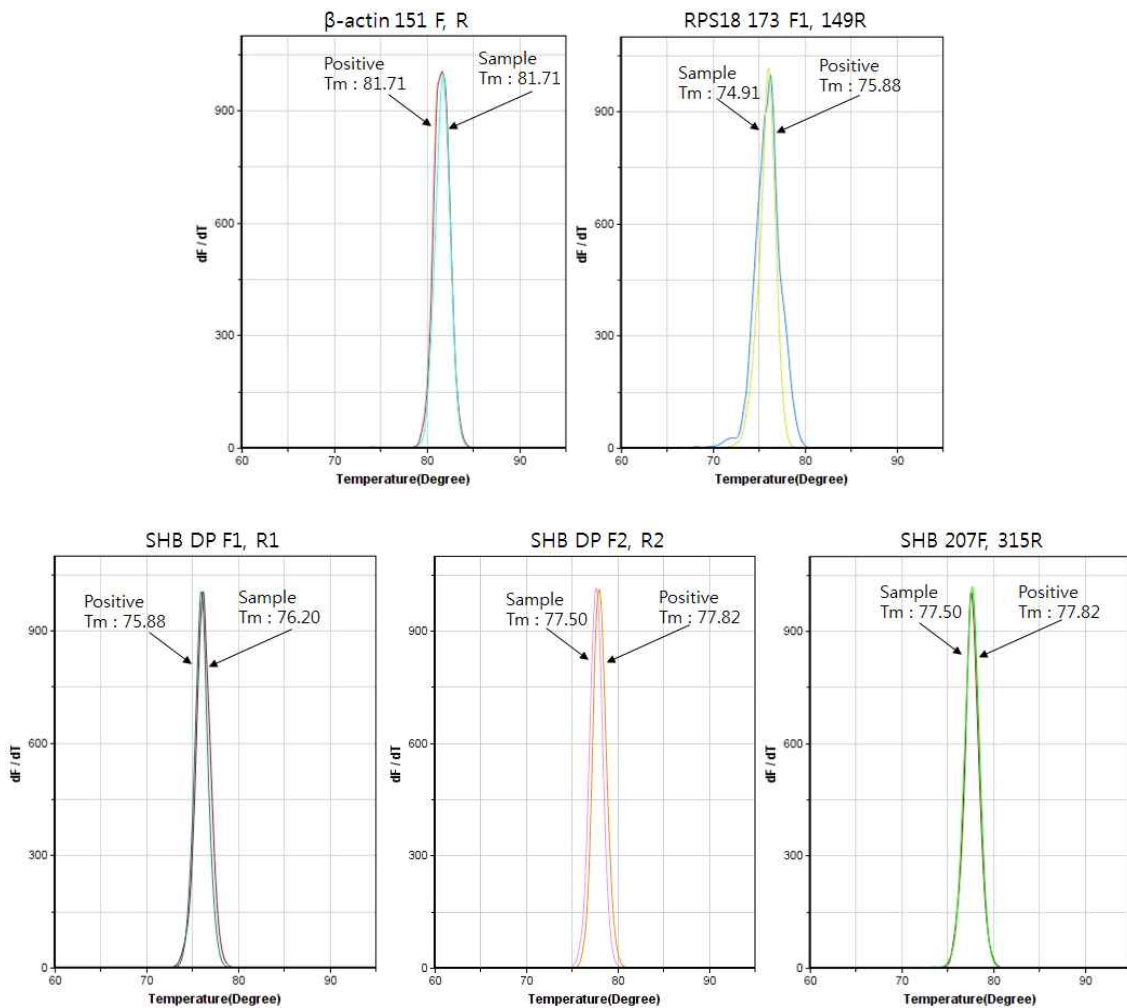 β-actin 151 F, R
Positive
Tm : 81.71
Sample
Tm : 81.71
900
600
300
0
dF / dT
60
70
80
90
Temperature(Degree)
RPS18 173 F1, 149R
Sample
Tm : 74.91
Positive
Tm : 75.88
900
600
300
0
dF / dT
60
70
80
90
Temperature(Degree)
SHB DP F1, R1
Positive
Tm : 75.88
Sample
Tm : 76.20
900
600
300
0
dF / dT
60
70
80
90
Temperature(Degree)
SHB DP F2, R2
Sample
Tm : 77.50
Positive
Tm : 77.82
900
600
300
0
dF / dT
60
70
80
90
Temperature(Degree)
SHB 207F, 315R
Sample
Tm : 77.50
Positive
Tm : 77.82
900
600
300
0
dF / dT
60
70
80
90
Temperature(Degree)